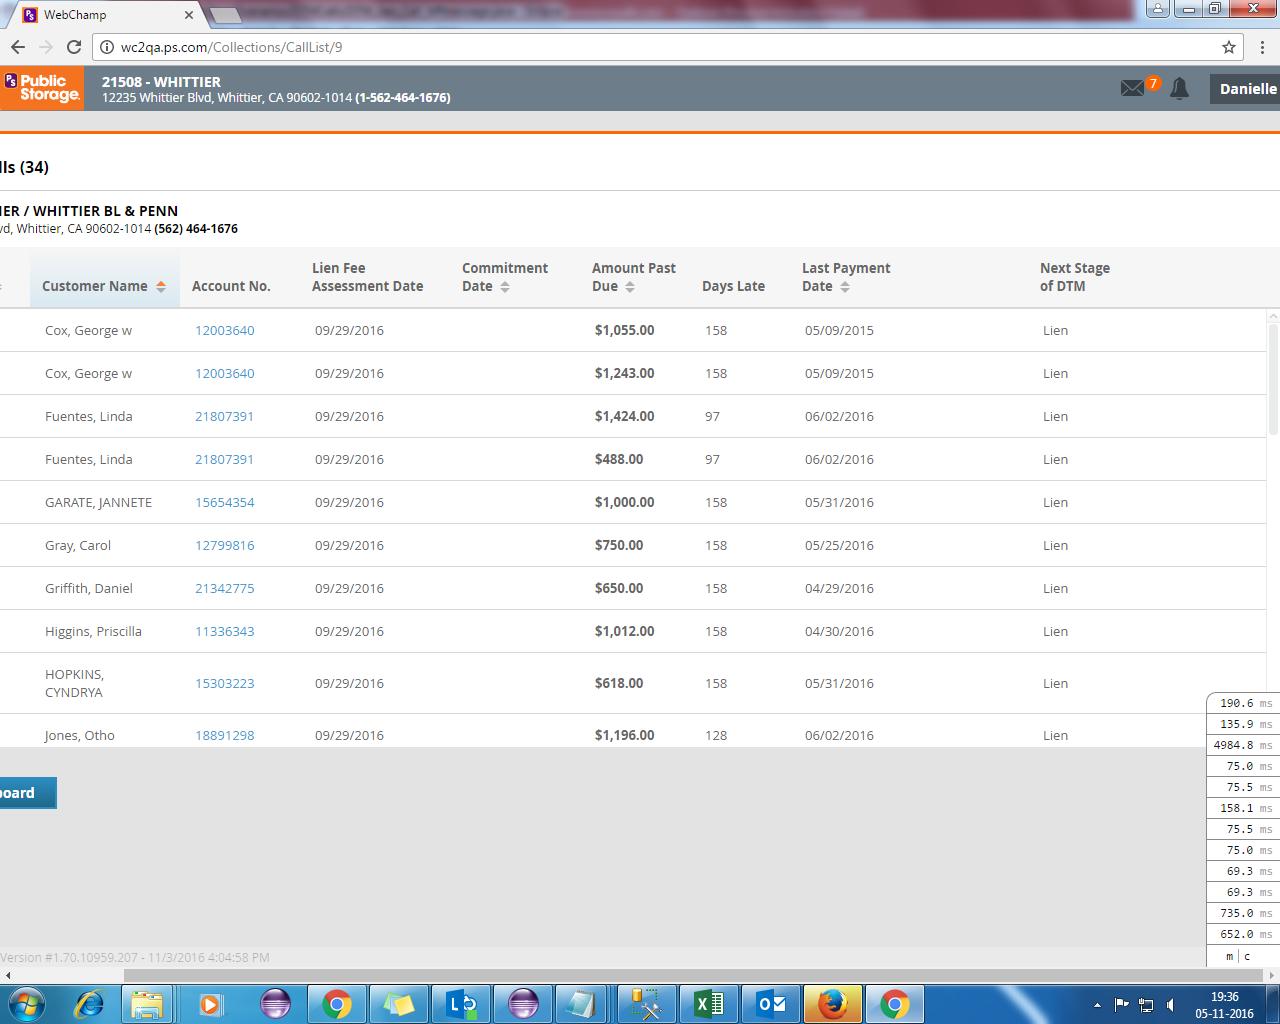 WebChamp
wc2qa.ps.com/Collections/CallList/9
PS Public Storage.
21508 - WHITTIER
12235 Whittier Blvd, Whittier, CA 90602-1014 (1-562-464-1676)
7
Danielle
lls (34)
IER / WHITTIER BL & PENN
vd, Whittier, CA 90602-1014 (562) 464-1676
Customer Name Account No. Lien Fee Assessment Date Commitment Date Amount Past Due Days Late Last Payment Date Next Stage of DTM
Cox, George w 12003640 09/29/2016 $1,055.00 158 05/09/2015 Lien
Cox, George w 12003640 09/29/2016 $1,243.00 158 05/09/2015 Lien
Fuentes, Linda 21807391 09/29/2016 $1,424.00 97 06/02/2016 Lien
Fuentes, Linda 21807391 09/29/2016 $488.00 97 06/02/2016 Lien
GARATE, JANNETE 15654354 09/29/2016 $1,000.00 158 05/31/2016 Lien
Gray, Carol 12799816 09/29/2016 $750.00 158 05/25/2016 Lien
Griffith, Daniel 21342775 09/29/2016 $650.00 158 04/29/2016 Lien
Higgins, Priscilla 11336343 09/29/2016 $1,012.00 158 04/30/2016 Lien
HOPKINS, CYNDRYA 15303223 09/29/2016 $618.00 158 05/31/2016 Lien
Jones, Otho 18891298 09/29/2016 $1,196.00 128 06/02/2016 Lien
190.6 ms
135.9 ms
4984.8 ms
75.0 ms
75.5 ms
158.1 ms
75.5 ms
75.0 ms
69.3 ms
69.3 ms
735.0 ms
652.0 ms
m | c
board
Version #1.70.10959.207 - 11/3/2016 4:04:58 PM
19:36
05-11-2016